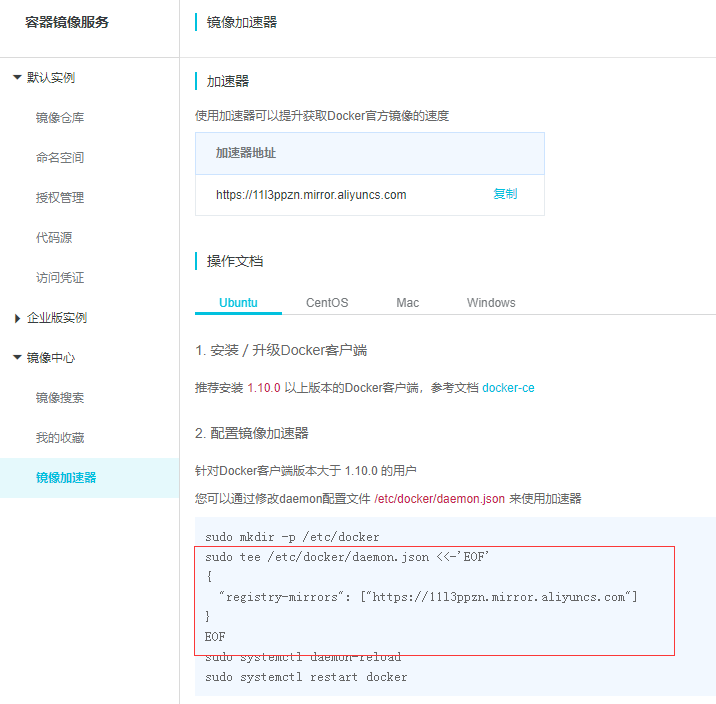 容器镜像服务
默认实例
镜像仓库
命名空间
授权管理
代码源
访问凭证
企业版实例
镜像中心
镜像搜索
我的收藏
镜像加速器
镜像加速器
加速器
使用加速器可以提升获取Docker官方镜像的速度
加速器地址
https://11l3ppzn.mirror.aliyuncs.com 复制
操作文档
Ubuntu CentOS Mac Windows
1. 安装 / 升级Docker客户端
推荐安装 1.10.0 以上版本的Docker客户端，参考文档 docker-ce
2. 配置镜像加速器
针对Docker客户端版本大于 1.10.0 的用户
您可以通过修改daemon配置文件 /etc/docker/daemon.json 来使用加速器
sudo mkdir -p /etc/docker
sudo tee /etc/docker/daemon.json <<-'EOF'
{
"registry-mirrors": ["https://11l3ppzn.mirror.aliyuncs.com"]
}
EOF
sudo systemctl daemon-reload
sudo systemctl restart docker